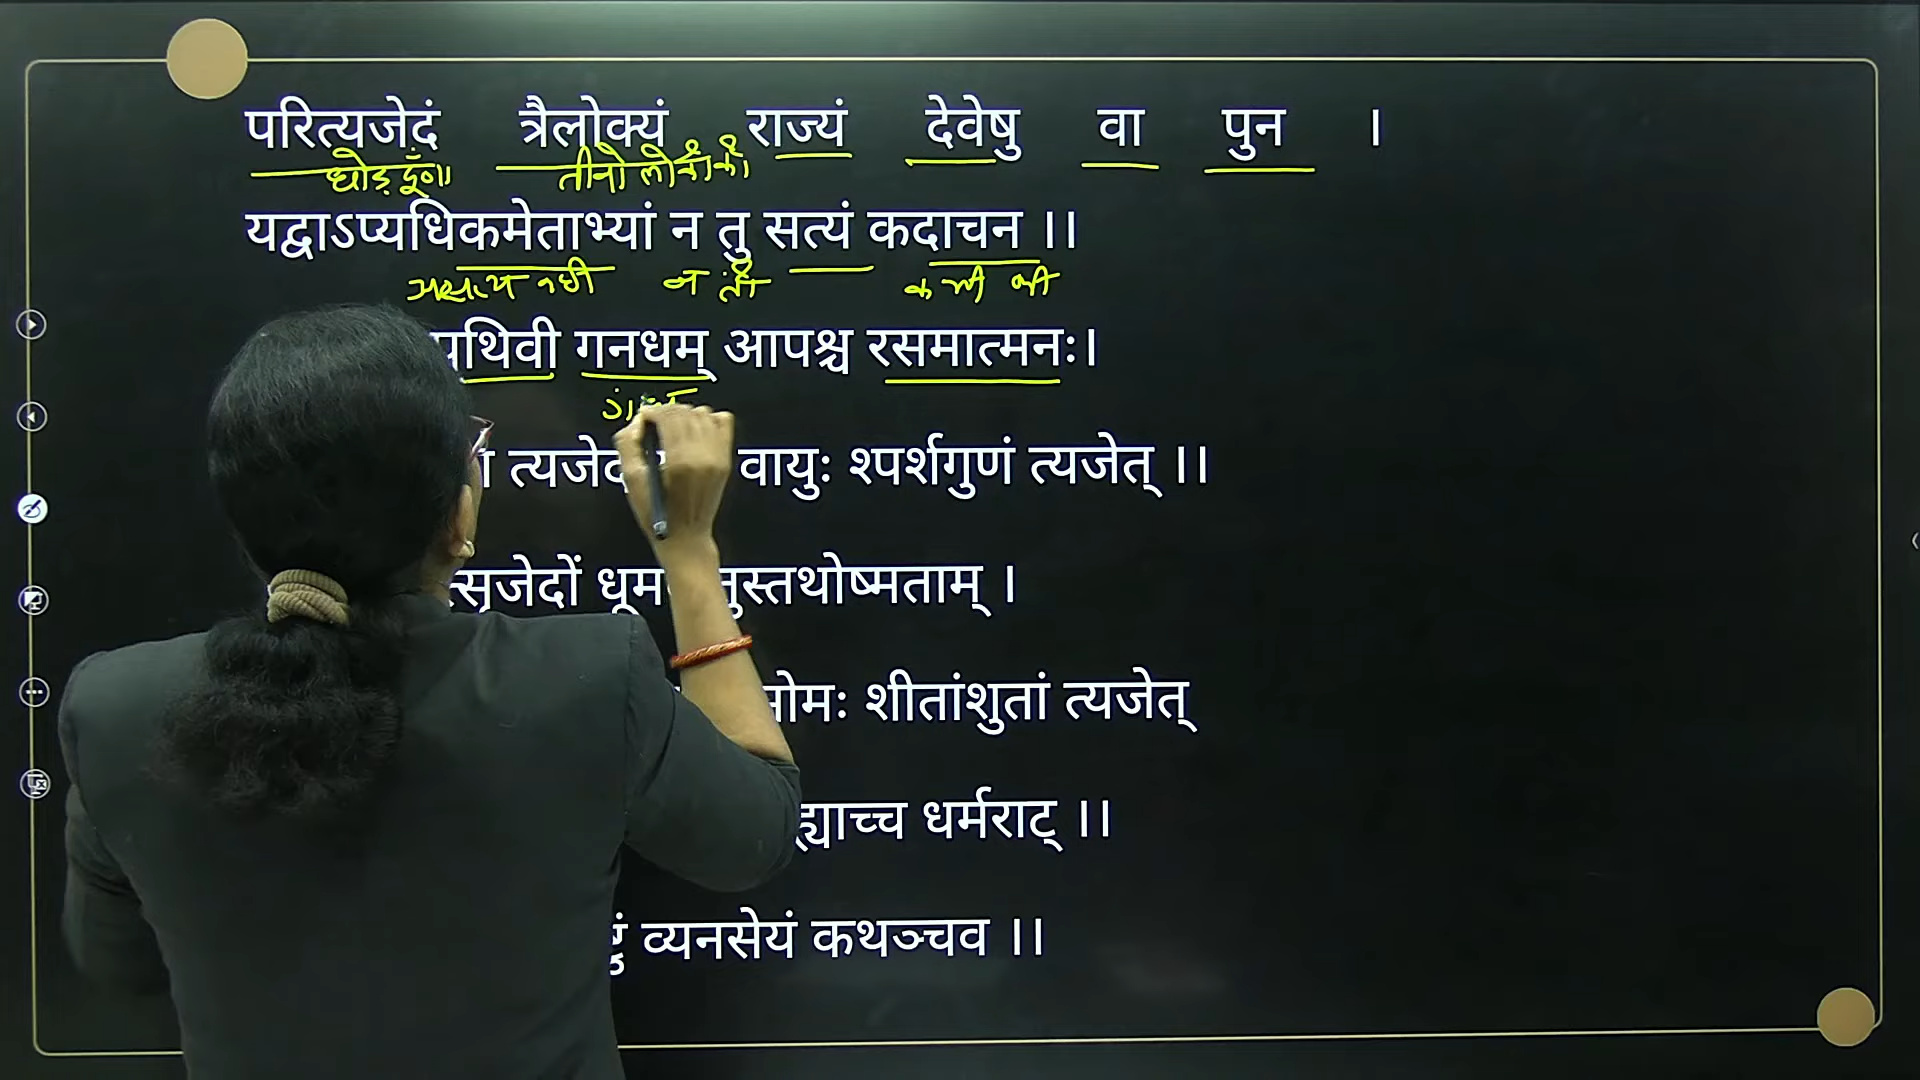 परित्यजेदं त्रैलोक्यं राज्यं देवेषु वा पुन ।
छोड़ दूँगा तीनो लोकों को
यद्वाऽप्यधिकमेताभ्यां न तु सत्यं कदाचन ।।
असत्य नही न ही कभी भी
पृथिवी गनधम् आपश्च रसमात्मनः।
त्यजे वायुः श्पर्शगुणं त्यजेत् ।।
त्सृजेदों धूम तुस्तथोष्मताम् ।
सोमः शीतांशुतां त्यजेत्
ह्याच्च धर्मराट् ।।
व्यनसेयं कथञ्चव ।।